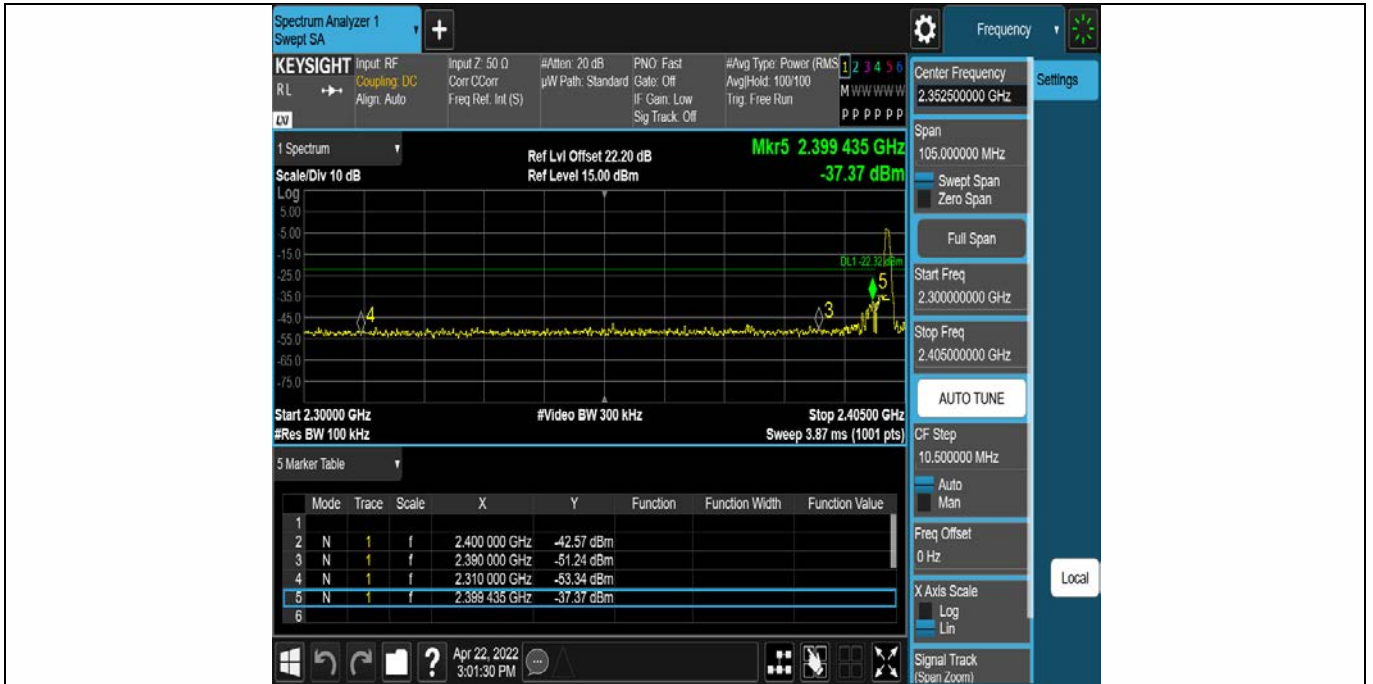 Spectrum Analyzer 1
Swept SA
+
Frequency
KEYSIGHT
RL
LXI
Input: RF
Coupling: DC
Align: Auto
Input Z: 50 Ω
Corr CCorr
Freq Ref: Int (S)
#Atten: 20 dB
µW Path: Standard
PNO: Fast
Gate: Off
IF Gain: Low
Sig Track: Off
#Avg Type: Power (RMS
Avg|Hold: 100/100
Trig: Free Run
1 2 3 4 5 6
M W W W W W
P P P P P P
1 Spectrum
Scale/Div 10 dB
Ref Lvl Offset 22.20 dB
Ref Level 15.00 dBm
Mkr5 2.399 435 GHz
-37.37 dBm
Log
5.00
-5.00
-15.0
-25.0
-35.0
-45.0
-55.0
-65.0
-75.0
DL1 -22.32 dBm
5
4
3
Start 2.30000 GHz
#Res BW 100 kHz
#Video BW 300 kHz
Stop 2.40500 GHz
Sweep 3.87 ms (1001 pts)
5 Marker Table
Mode Trace Scale X Y Function Function Width Function Value
1
2 N 1 f 2.400 000 GHz -42.57 dBm
3 N 1 f 2.390 000 GHz -51.24 dBm
4 N 1 f 2.310 000 GHz -53.34 dBm
5 N 1 f 2.399 435 GHz -37.37 dBm
6
?
Apr 22, 2022
3:01:30 PM
Settings
Center Frequency
2.352500000 GHz
Span
105.000000 MHz
Swept Span
Zero Span
Full Span
Start Freq
2.300000000 GHz
Stop Freq
2.405000000 GHz
AUTO TUNE
CF Step
10.500000 MHz
Auto
Man
Freq Offset
0 Hz
X Axis Scale
Log
Lin
Signal Track
(Span Zoom)
Local